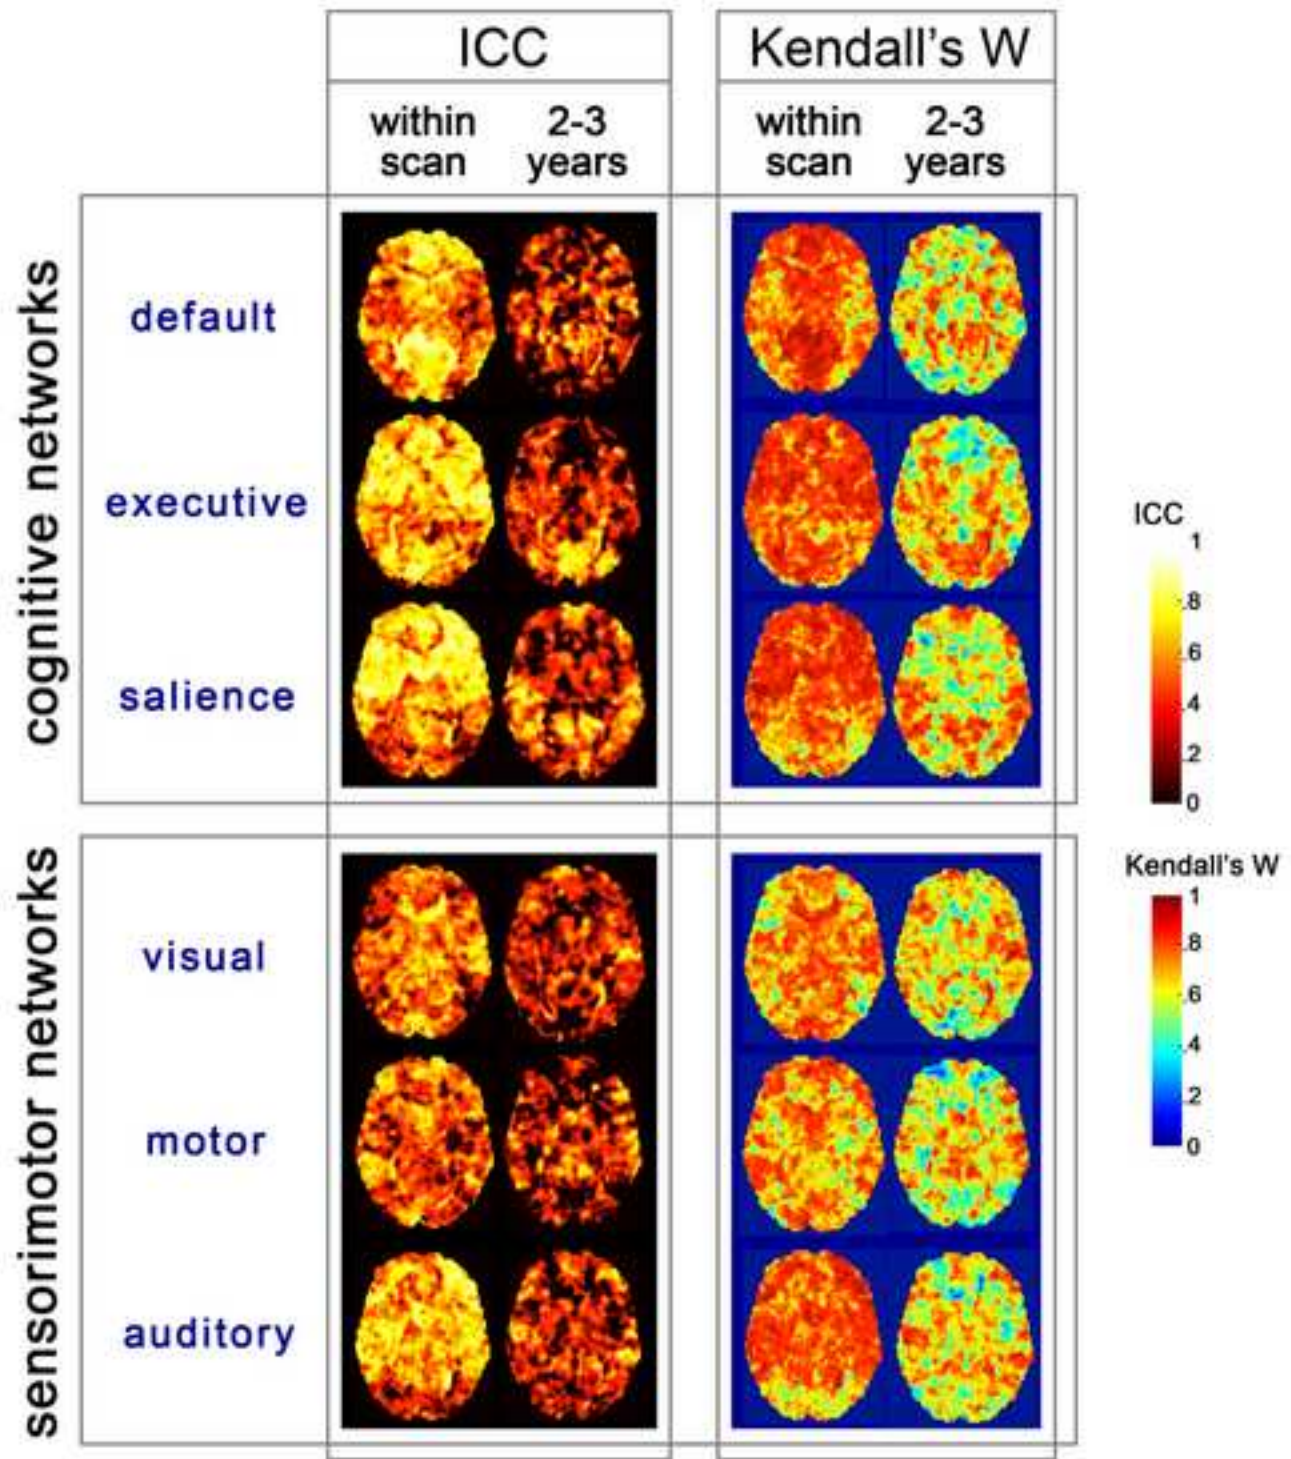 ICC
Kendall's W
within scan
2-3 years
within scan
2-3 years
cognitive networks
default
executive
salience
ICC
1
.8
.6
.4
.2
0
sensorimotor networks
visual
motor
auditory
Kendall's W
1
.8
.6
.4
.2
0